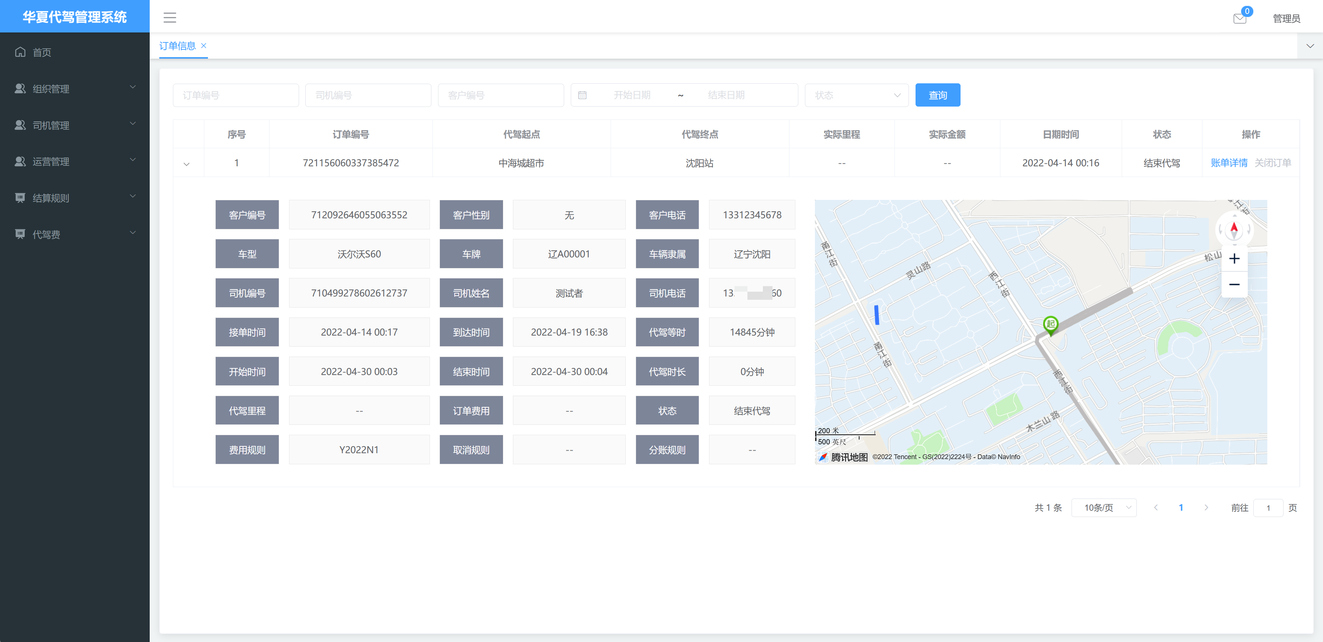 华夏代驾管理系统
0
管理员
首页
组织管理
司机管理
运营管理
结算规则
代驾费
订单信息 ×
订单编号 司机编号 客户编号 开始日期 ~ 结束日期 状态 查询
序号 订单编号 代驾起点 代驾终点 实际里程 实际金额 日期时间 状态 操作
1 721156060337385472 中海城超市 沈阳站 -- -- 2022-04-14 00:16 结束代驾 账单详情 关闭订单
客户编号 712092646055063552 客户性别 无 客户电话 13312345678
车型 沃尔沃S60 车牌 辽A00001 车辆隶属 辽宁沈阳
司机编号 710499278602612737 司机姓名 测试者 司机电话 13 60
接单时间 2022-04-14 00:17 到达时间 2022-04-19 16:38 代驾等时 14845分钟
开始时间 2022-04-30 00:03 结束时间 2022-04-30 00:04 代驾时长 0分钟
代驾里程 -- 订单费用 -- 状态 结束代驾
费用规则 Y2022N1 取消规则 -- 分账规则 --
灵山路
西江街
松山
起
木兰山路
200 米
500 英尺
腾讯地图 ©2022 Tencent - GS(2022)2224号 - Data© NavInfo
共 1 条 10条/页 1 前往 1 页